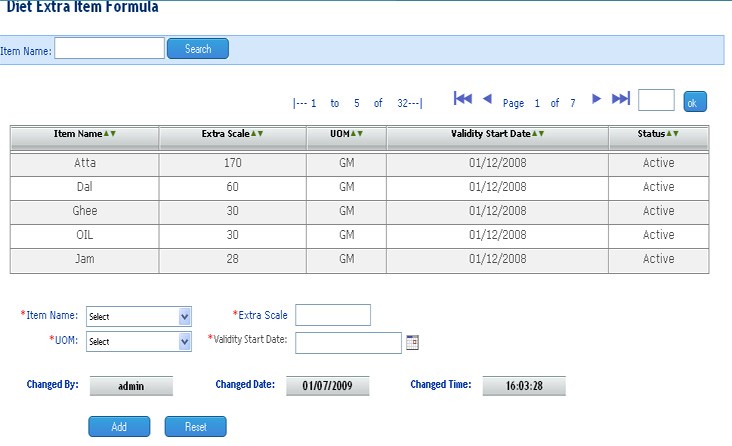 Diet Extra Item Formula
Item Name: Search
|--- 1 to 5 of 32---| Page 1 of 7 ok
Item Name Extra Scale UOM Validity Start Date Status
Atta 170 GM 01/12/2008 Active
Dal 60 GM 01/12/2008 Active
Ghee 30 GM 01/12/2008 Active
OIL 30 GM 01/12/2008 Active
Jam 28 GM 01/12/2008 Active
*Item Name: Select *Extra Scale
*UOM: Select *Validity Start Date:
Changed By: admin Changed Date: 01/07/2009 Changed Time: 16:03:28
Add Reset